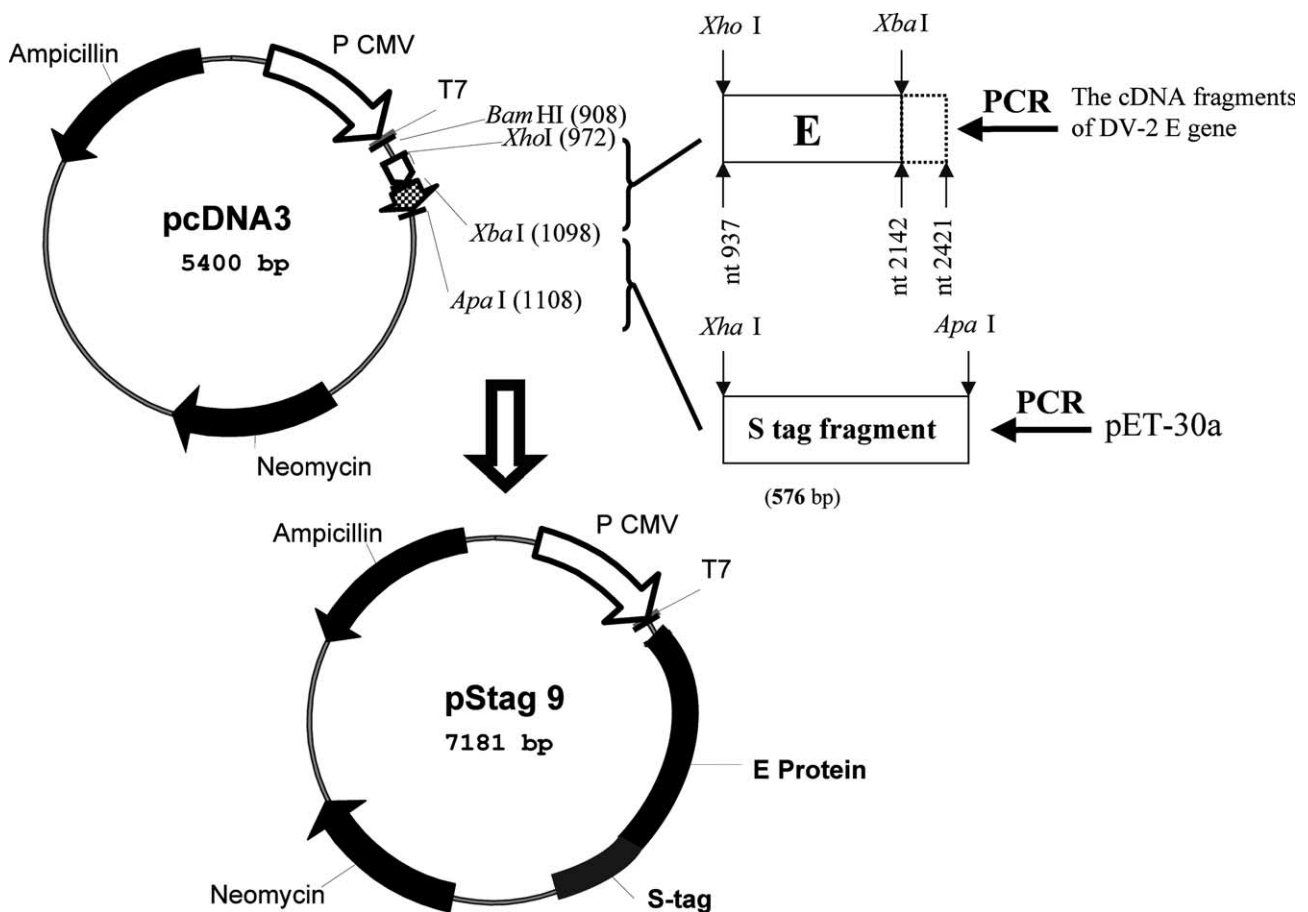 Ampicillin
P CMV
T7
BamHI (908)
XhoI (972)
pcDNA3
5400 bp
XbaI (1098)
ApaI (1108)
Neomycin
Xho I
XbaI
E
PCR
The cDNA fragments
of DV-2 E gene
nt 937
nt 2142
nt 2421
Xha I
Apa I
S tag fragment
PCR
pET-30a
(576 bp)
Ampicillin
P CMV
T7
pStag 9
7181 bp
E Protein
Neomycin
S-tag